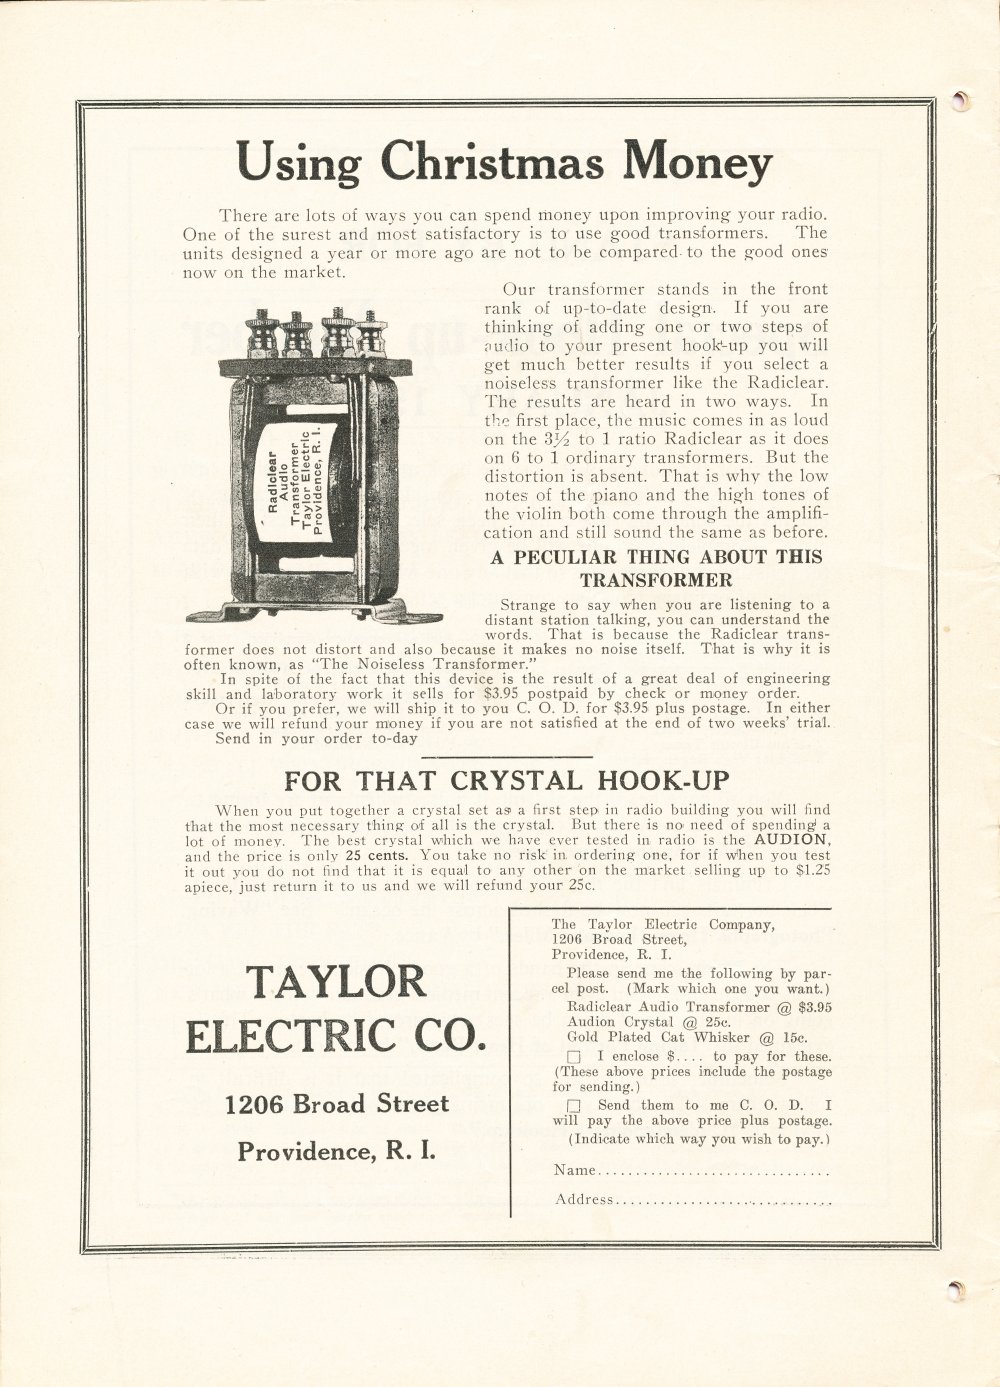 Using Christmas Money
There are lots of ways you can spend money upon improving your radio.
One of the surest and most satisfactory is to use good transformers. The
units designed a year or more ago are not to be compared to the good ones
now on the market.
Our transformer stands in the front
rank of up-to-date design. If you are
thinking of adding one or two steps of
audio to your present hook-up you will
get much better results if you select a
noiseless transformer like the Radiclear.
The results are heard in two ways. In
the first place, the music comes in as loud
on the 3½ to 1 ratio Radiclear as it does
on 6 to 1 ordinary transformers. But the
distortion is absent. That is why the low
notes of the piano and the high tones of
the violin both come through the amplifi-
cation and still sound the same as before.
Radiclear
Audio
Transformer
Taylor Electric
Providence, R. I.
A PECULIAR THING ABOUT THIS
TRANSFORMER
Strange to say when you are listening to a
distant station talking, you can understand the
words. That is because the Radiclear trans-
former does not distort and also because it makes no noise itself. That is why it is
often known, as “The Noiseless Transformer.”
In spite of the fact that this device is the result of a great deal of engineering
skill and laboratory work it sells for $3.95 postpaid by check or money order.
Or if you prefer, we will ship it to you C. O. D. for $3.95 plus postage. In either
case we will refund your money if you are not satisfied at the end of two weeks’ trial.
Send in your order to-day
FOR THAT CRYSTAL HOOK-UP
When you put together a crystal set as a first step in radio building you will find
that the most necessary thing of all is the crystal. But there is no need of spending a
lot of money. The best crystal which we have ever tested in radio is the AUDION,
and the price is only 25 cents. You take no risk in ordering one, for if when you test
it out you do not find that it is equal to any other on the market selling up to $1.25
apiece, just return it to us and we will refund your 25c.
TAYLOR
ELECTRIC CO.
1206 Broad Street
Providence, R. I.
The Taylor Electric Company,
1206 Broad Street,
Providence, R. I.
Please send me the following by par-
cel post. (Mark which one you want.)
Radiclear Audio Transformer @ $3.95
Audion Crystal @ 25c.
Gold Plated Cat Whisker @ 15c.
☐ I enclose $.... to pay for these.
(These above prices include the postage
for sending.)
☐ Send them to me C. O. D. I
will pay the above price plus postage.
(Indicate which way you wish to pay.)
Name..............................
Address............................